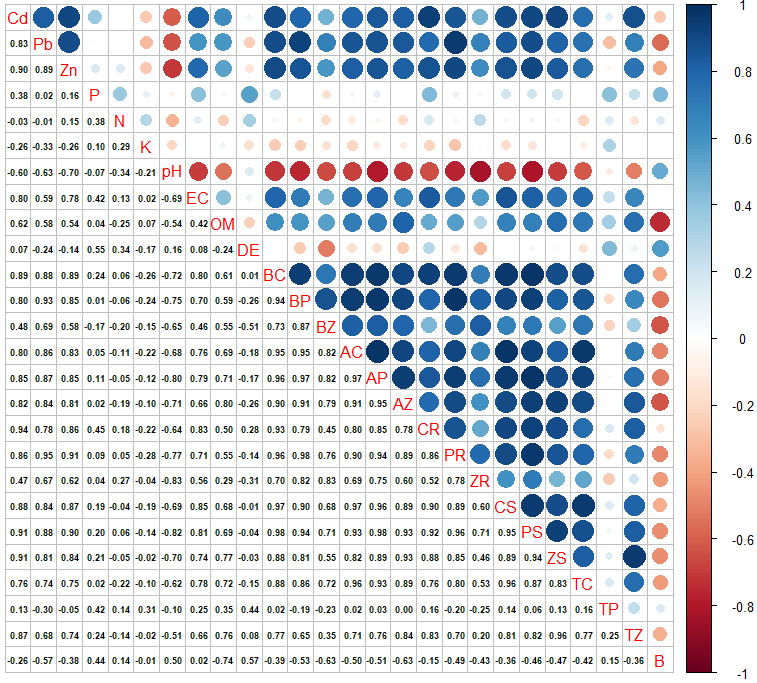 Cd
0.83 Pb
0.90 0.89 Zn
0.38 0.02 0.16 P
-0.03 -0.01 0.15 0.38 N
-0.26 -0.33 -0.26 0.10 0.29 K
-0.60 -0.63 -0.70 -0.07 -0.34 -0.21 pH
0.80 0.59 0.78 0.42 0.13 0.02 -0.69 EC
0.62 0.58 0.54 0.04 -0.25 0.07 -0.54 0.42 OM
0.07 -0.24 -0.14 0.55 0.34 -0.17 0.16 0.08 -0.24 DE
0.89 0.88 0.89 0.24 0.06 -0.26 -0.72 0.80 0.61 0.01 BC
0.80 0.93 0.85 0.01 -0.06 -0.24 -0.75 0.70 0.59 -0.26 0.94 BP
0.48 0.69 0.58 -0.17 -0.20 -0.15 -0.65 0.46 0.55 -0.51 0.73 0.87 BZ
0.80 0.86 0.83 0.05 -0.11 -0.22 -0.68 0.76 0.69 -0.18 0.95 0.95 0.82 AC
0.85 0.87 0.85 0.11 -0.05 -0.12 -0.80 0.79 0.71 -0.17 0.96 0.97 0.82 0.97 AP
0.82 0.84 0.81 0.02 -0.19 -0.10 -0.71 0.66 0.80 -0.26 0.90 0.91 0.79 0.91 0.95 AZ
0.94 0.78 0.86 0.45 0.18 -0.22 -0.64 0.83 0.50 0.28 0.93 0.79 0.45 0.80 0.85 0.78 CR
0.86 0.95 0.91 0.09 0.05 -0.28 -0.77 0.71 0.55 -0.14 0.96 0.98 0.76 0.90 0.94 0.89 0.86 PR
0.47 0.67 0.62 0.04 0.27 -0.04 -0.83 0.56 0.29 -0.31 0.70 0.82 0.83 0.69 0.75 0.60 0.52 0.78 ZR
0.88 0.84 0.87 0.19 -0.04 -0.19 -0.69 0.85 0.68 -0.01 0.97 0.90 0.68 0.97 0.96 0.89 0.90 0.89 0.60 CS
0.91 0.88 0.90 0.20 0.06 -0.14 -0.82 0.81 0.69 -0.04 0.98 0.94 0.71 0.93 0.98 0.93 0.92 0.96 0.71 0.95 PS
0.91 0.81 0.84 0.21 -0.05 -0.02 -0.70 0.74 0.77 -0.03 0.88 0.81 0.55 0.82 0.89 0.93 0.88 0.85 0.46 0.89 0.94 ZS
0.76 0.74 0.75 0.02 -0.22 -0.10 -0.62 0.78 0.72 -0.15 0.88 0.86 0.72 0.96 0.93 0.89 0.76 0.80 0.53 0.96 0.87 0.83 TC
0.13 -0.30 -0.05 0.42 0.14 0.31 -0.10 0.25 0.35 0.44 0.02 -0.19 -0.23 0.02 0.03 0.00 0.16 -0.20 -0.25 0.14 0.06 0.13 0.16 TP
0.87 0.68 0.74 0.20 -0.14 -0.02 -0.51 0.66 0.76 0.08 0.77 0.65 0.35 0.71 0.76 0.84 0.83 0.70 0.20 0.81 0.82 0.96 0.77 0.25 TZ
-0.26 -0.57 -0.38 0.44 0.14 -0.01 0.50 0.02 -0.74 0.57 -0.39 -0.53 -0.63 -0.50 -0.51 -0.63 -0.15 -0.49 -0.43 -0.36 -0.46 -0.47 -0.42 0.15 -0.36 B
1
0.8
0.6
0.4
0.2
0
-0.2
-0.4
-0.6
-0.8
-1